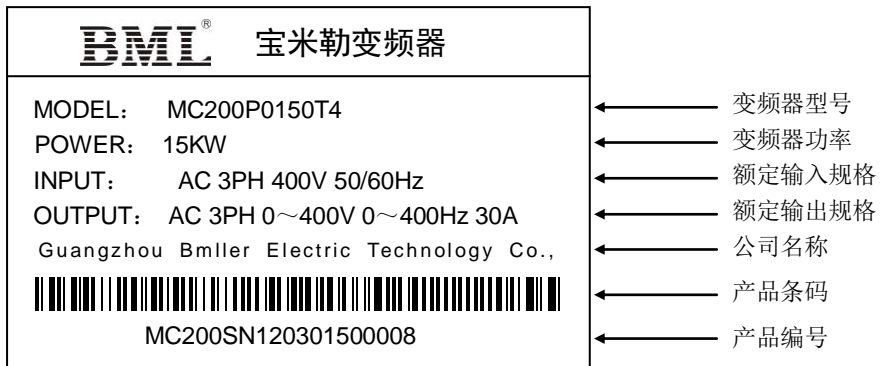 BML® 宝米勒变频器
MODEL： MC200P0150T4 变频器型号
POWER： 15KW 变频器功率
INPUT： AC 3PH 400V 50/60Hz 额定输入规格
OUTPUT： AC 3PH 0～400V 0～400Hz 30A 额定输出规格
Guangzhou Bmller Electric Technology Co., 公司名称
产品条码
MC200SN120301500008 产品编号